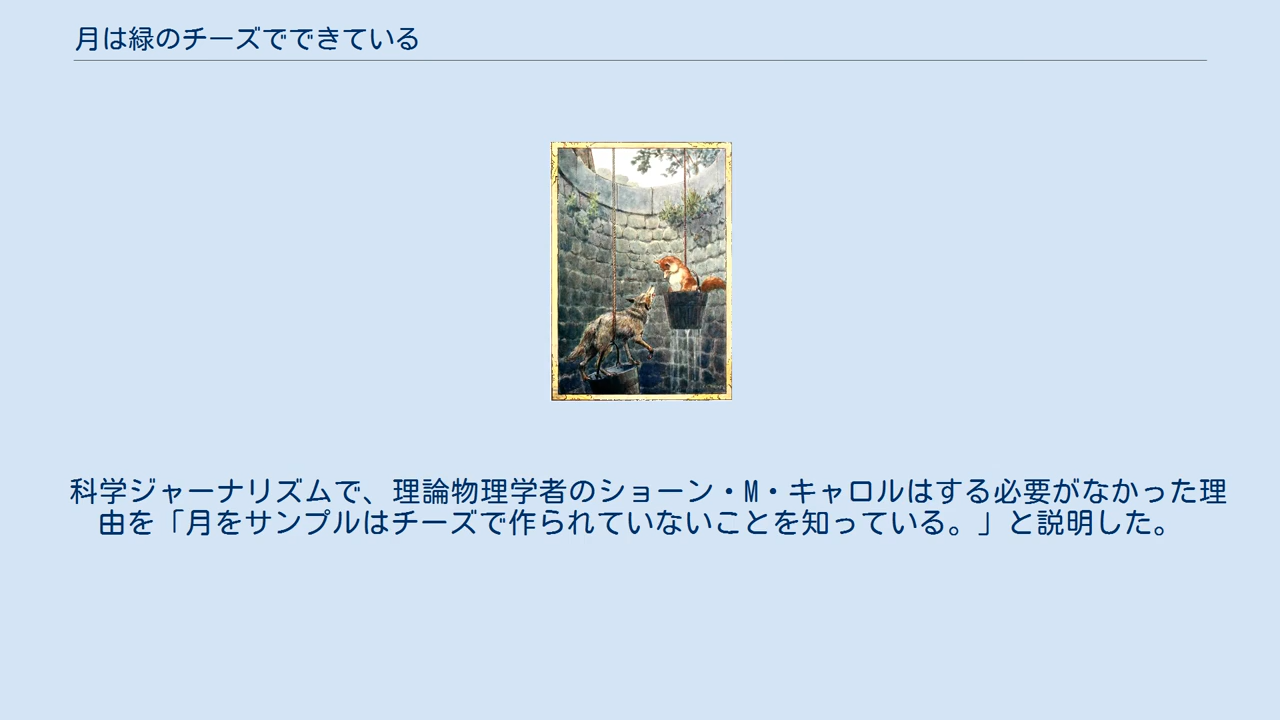 月は緑のチーズでできている
科学ジャーナリズムで、理論物理学者のショーン・M・キャロルはする必要がなかった理
由を「月をサンプルはチーズで作られていないことを知っている。」と説明した。